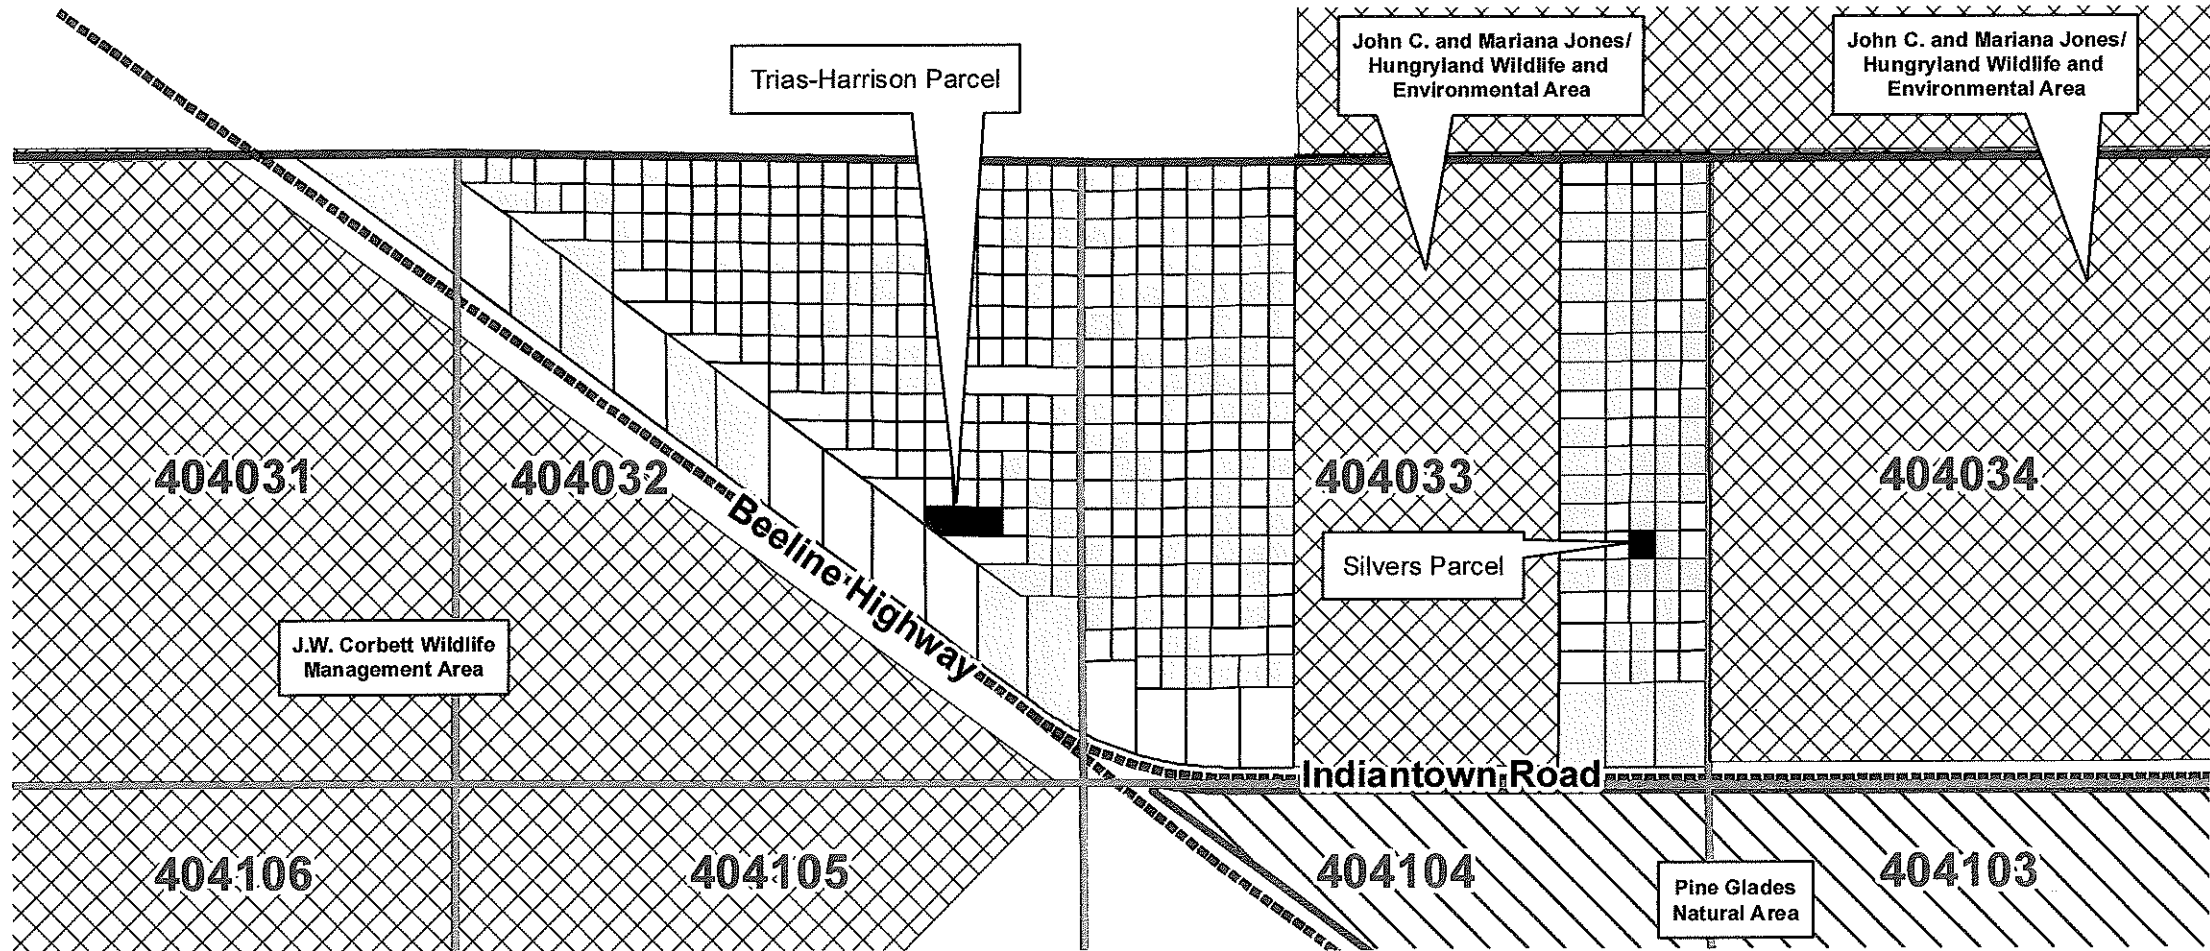 John C. and Mariana Jones/
Hungryland Wildlife and
Environmental Area
John C. and Mariana Jones/
Hungryland Wildlife and
Environmental Area
Trias-Harrison Parcel
404031
404032
404033
404034
Beeline Highway
Silvers Parcel
J.W. Corbett Wildlife
Management Area
Indiantown Road
404106
404105
404104
404103
Pine Glades
Natural Area